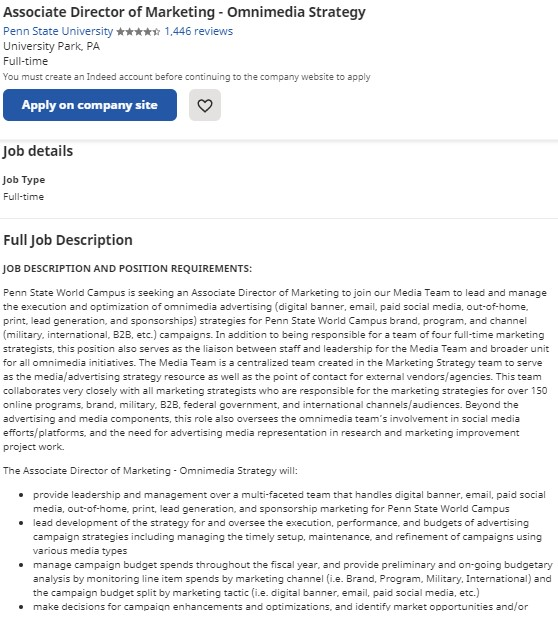 Associate Director of Marketing - Omnimedia Strategy
Penn State University 1,446 reviews
University Park, PA
Full-time
You must create an Indeed account before continuing to the company website to apply
Apply on company site
Job details
Job Type
Full-time
Full Job Description
JOB DESCRIPTION AND POSITION REQUIREMENTS:
Penn State World Campus is seeking an Associate Director of Marketing to join our Media Team to lead and manage
the execution and optimization of omnimedia advertising (digital banner, email, paid social media, out-of-home,
print, lead generation, and sponsorships) strategies for Penn State World Campus brand, program, and channel
(military, international, B2B, etc.) campaigns. In addition to being responsible for a team of four full-time marketing
strategists, this position also serves as the liaison between staff and leadership for the Media Team and broader unit
for all omnimedia initiatives. The Media Team is a centralized team created in the Marketing Strategy team to serve
as the media/advertising strategy resource as well as the point of contact for external vendors/agencies. This team
collaborates very closely with all marketing strategists who are responsible for the marketing strategies for over 150
online programs, brand, military, B2B, federal government, and international channels/audiences. Beyond the
advertising and media components, this role also oversees the omnimedia team's involvement in social media
efforts/platforms, and the need for advertising media representation in research and marketing improvement
project work.
The Associate Director of Marketing - Omnimedia Strategy will:
• provide leadership and management over a multi-faceted team that handles digital banner, email, paid social
media, out-of-home, print, lead generation, and sponsorship marketing for Penn State World Campus
• lead development of the strategy for and oversee the execution, performance, and budgets of advertising
campaign strategies including managing the timely setup, maintenance, and refinement of campaigns using
various media types
• manage campaign budget spends throughout the fiscal year, and provide preliminary and on-going budgetary
analysis by monitoring line item spends by marketing channel (i.e. Brand, Program, Military, International) and
the campaign budget split by marketing tactic (i.e. digital banner, email, paid social media, etc.)
• make decisions for campaign enhancements and optimizations, and identify market opportunities and/or